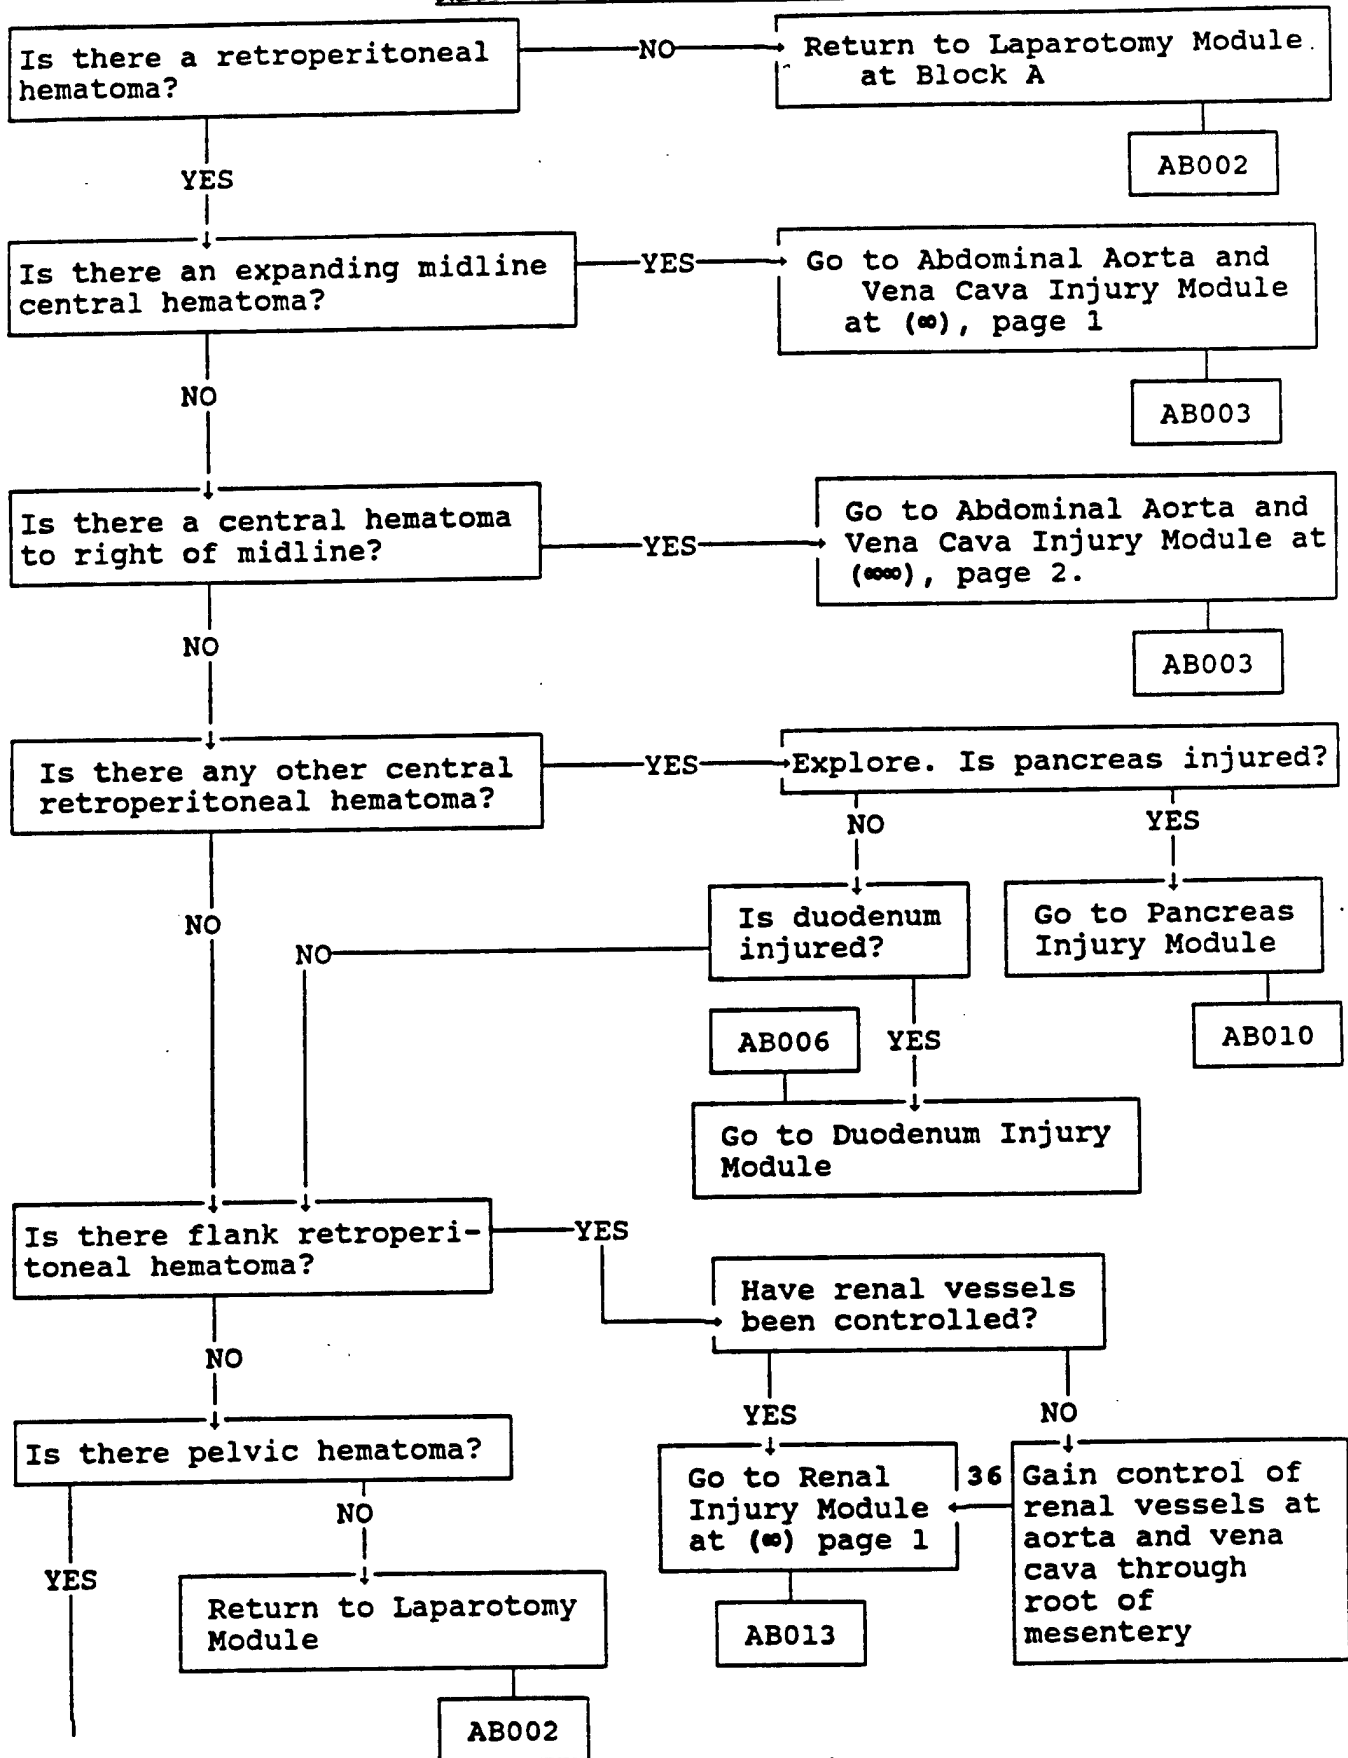 Is there a retroperitoneal
hematoma?
NO
Return to Laparotomy Module.
at Block A
AB002
YES
Is there an expanding midline
central hematoma?
YES
Go to Abdominal Aorta and
Vena Cava Injury Module
at (∞), page 1
AB003
NO
Is there a central hematoma
to right of midline?
YES
Go to Abdominal Aorta and
Vena Cava Injury Module at
(∞∞), page 2.
AB003
NO
Is there any other central
retroperitoneal hematoma?
YES
Explore. Is pancreas injured?
NO
YES
NO
Is duodenum
injured?
Go to Pancreas
Injury Module
NO
AB006
YES
AB010
Go to Duodenum Injury
Module
Is there flank retroperi-
toneal hematoma?
YES
Have renal vessels
been controlled?
NO
YES
NO
Is there pelvic hematoma?
Go to Renal
Injury Module
at (∞) page 1
36
Gain control of
renal vessels at
aorta and vena
cava through
root of
mesentery
NO
YES
Return to Laparotomy
Module
AB013
AB002